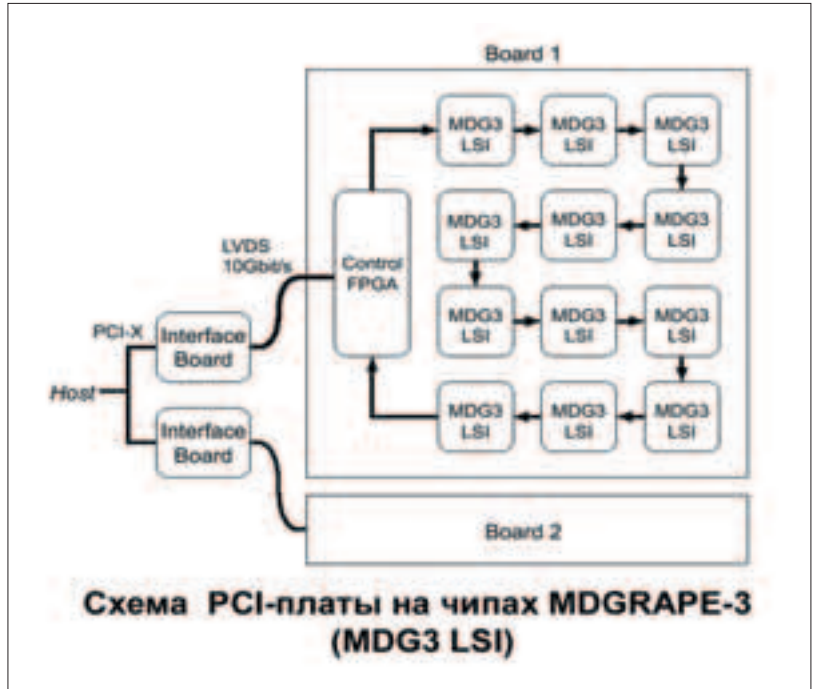 Board 1
MDG3
LSI
MDG3
LSI
MDG3
LSI
MDG3
LSI
MDG3
LSI
MDG3
LSI
LVDS
10Gbit/s
Control
FPGA
MDG3
LSI
MDG3
LSI
MDG3
LSI
PCI-X
Interface
Board
Host
MDG3
LSI
MDG3
LSI
MDG3
LSI
Interface
Board
Board 2
Схема PCI-платы на чипах MDGRAPE-3
(MDG3 LSI)